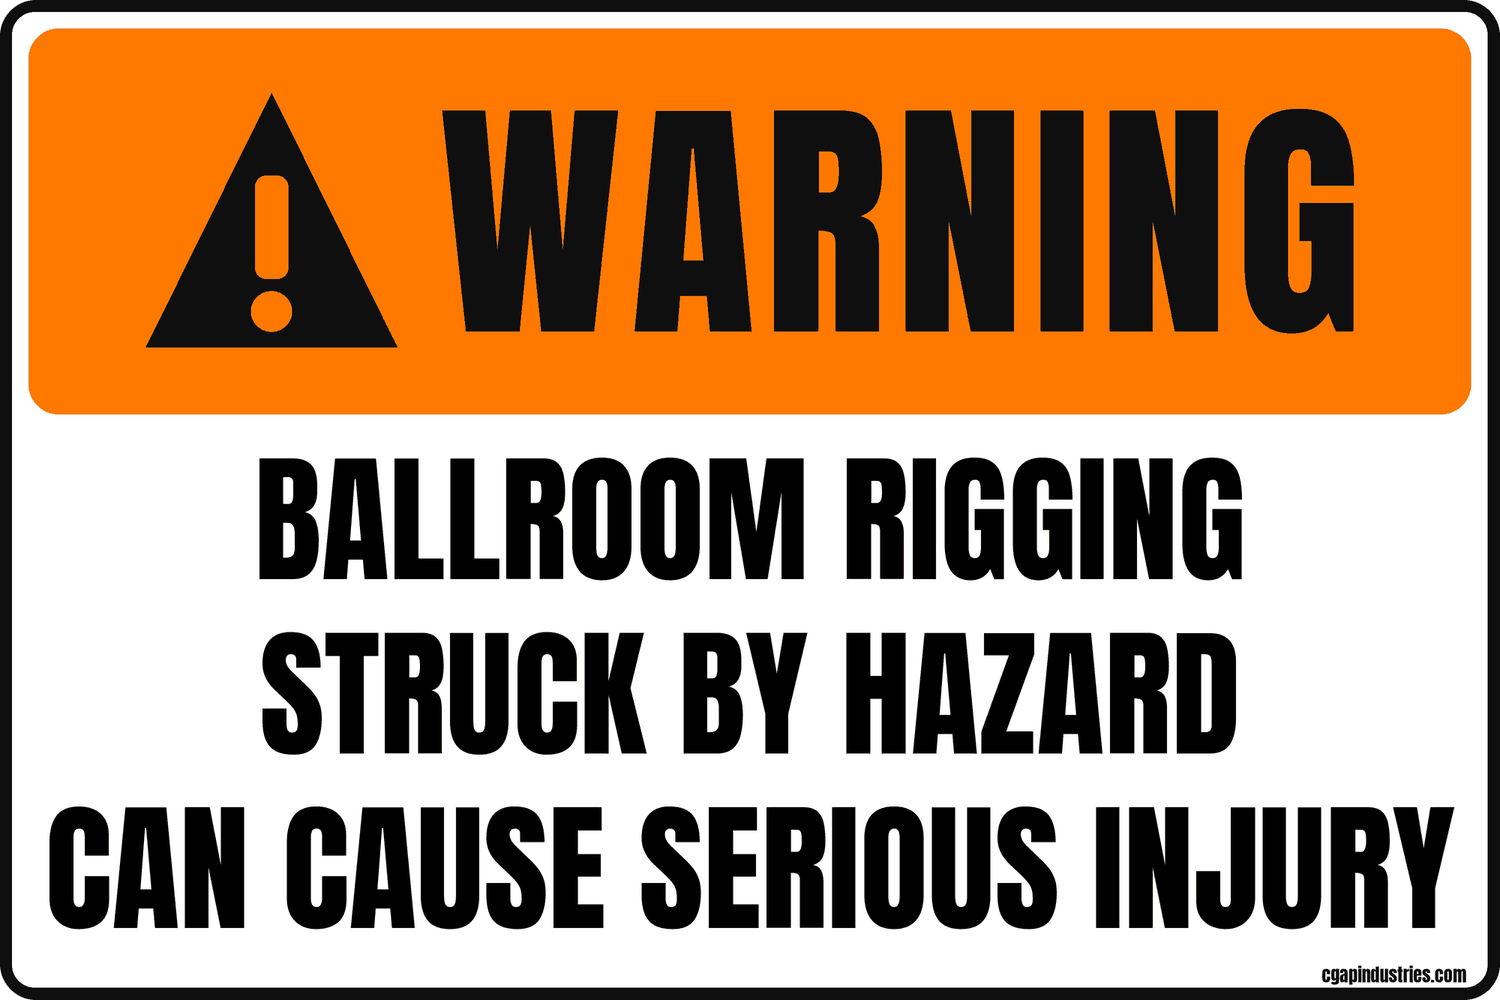 WARNING
BALLROOM RIGGING
STRUCK BY HAZARD
CAN CAUSE SERIOUS INJURY
cgapindustries.com